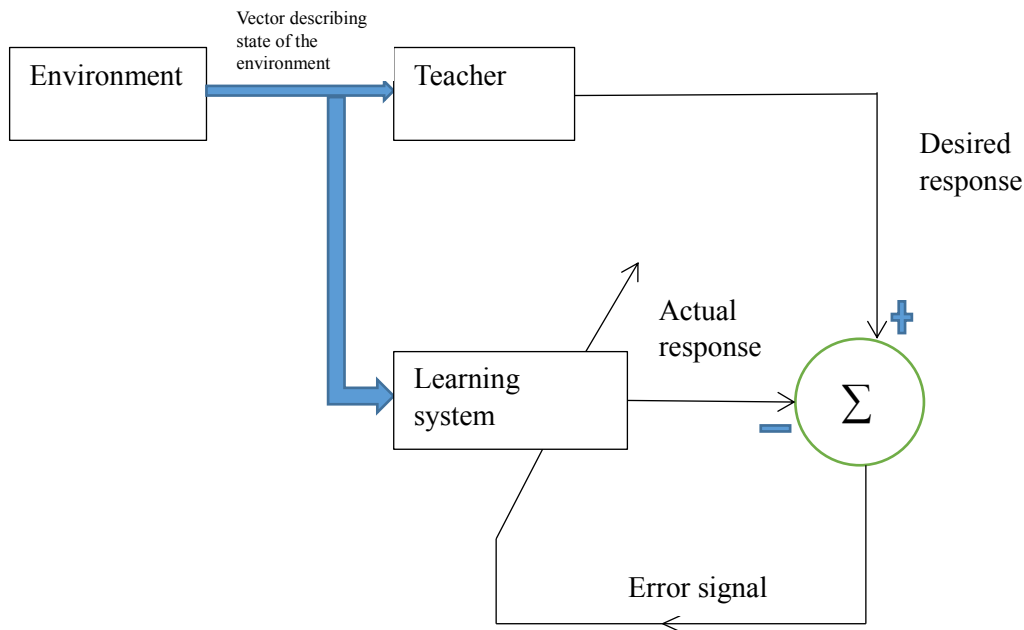 Vector describing
state of the
environment
Environment
Teacher
Desired
response
Actual
response
Learning
system
∑
Error signal